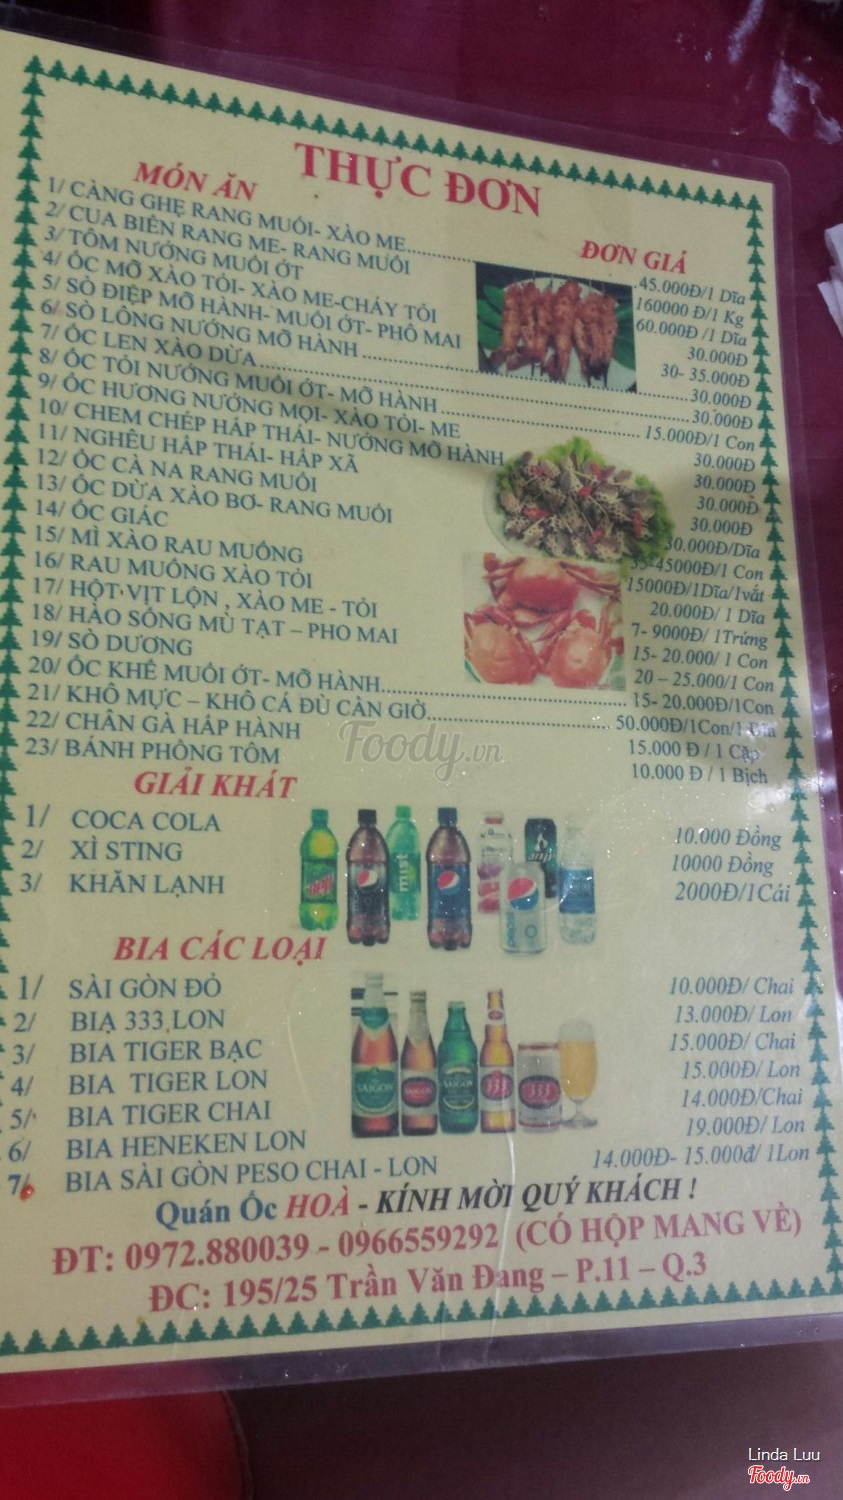 THỰC ĐƠN
MÓN ĂN
ĐƠN GIÁ
1/ CÀNG GHẸ RANG MUỐI- XÀO ME.......... 45.000Đ/1 Dĩa
2/ CUA BIỂN RANG ME- RANG MƯỐI 160000 Đ/1 Kg
3/ TÔM NƯỚNG MUỐI ỚT 60.000Đ /1 Dĩa
4/ ỐC MỠ XÀO TỎI- XÀO ME-CHÁY TỎI 30.000Đ
5/ SÒ ĐIỆP MỠ HÀNH- MUỐI ỚT- PHÔ MAI 30- 35.000Đ
6/ SÒ LÔNG NƯỚNG MỠ HÀNH .......... 30.000Đ
7/ ỐC LEN XÀO DỪA .......... 30.000Đ
8/ ỐC TỎI NƯỚNG MUỐI ỚT- MỠ HÀNH .......... 15.000Đ/1 Con
9/ ỐC HƯƠNG NƯỚNG MỌI- XÀO TỎI- ME 30.000Đ
10/ CHEM CHÉP HẤP THÁI- NƯỚNG MỠ HÀNH 30.000Đ
11/ NGHÊU HẤP THÁI- HẤP XÃ 30.000Đ
12/ ỐC CÀ NA RANG MUỐI 30.000Đ
13/ ỐC DỪA XÀO BƠ- RANG MUỐI 30.000Đ/Dĩa
14/ ỐC GIÁC 35-45000Đ/1 Con
15/ MÌ XÀO RAU MUỐNG 15000Đ/1Dĩa/1vắt
16/ RAU MUỐNG XÀO TỎI 20.000Đ/ 1 Dĩa
17/ HỘT VỊT LỘN , XÀO ME - TỎI 7- 9000Đ/ 1Trứng
18/ HÀO SỐNG MÙ TẠT – PHO MAI 15- 20.000/ 1 Con
19/ SÒ DƯƠNG 20 – 25.000/1 Con
20/ ỐC KHẾ MUỐI ỚT- MỠ HÀNH.......... 15- 20.000Đ/1Con
21/ KHÔ MỰC – KHÔ CÁ ĐÙ CẦN GIỜ.......... 50.000Đ/1Con/1 Dĩa
22/ CHÂN GÀ HẤP HÀNH 15.000 Đ / 1 Cặp
23/ BÁNH PHỒNG TÔM 10.000 Đ / 1 Bịch
Foody.vn
GIẢI KHÁT
1/ COCA COLA 10.000 Đồng
2/ XÌ STING 10000 Đồng
3/ KHĂN LẠNH 2000Đ/1Cái
mist
BIA CÁC LOẠI
1/ SÀI GÒN ĐỎ 10.000Đ/ Chai
2/ BIA 333 LON 13.000Đ/ Lon
3/ BIA TIGER BẠC 15.000Đ/ Chai
4/ BIA TIGER LON 15.000Đ/ Lon
5/ BIA TIGER CHAI 14.000Đ/Chai
6/ BIA HENEKEN LON 19.000Đ/ Lon
7/ BIA SÀI GÒN PESO CHAI - LON 14.000Đ- 15.000đ/ 1Lon
SAIGON
SAIGON
333
333
Quán Ốc HOÀ - KÍNH MỜI QUÝ KHÁCH !
ĐT: 0972.880039 - 0966559292 (CÓ HỘP MANG VỀ)
ĐC: 195/25 Trần Văn Đang – P.11 – Q.3
Linda Luu
Foody.vn